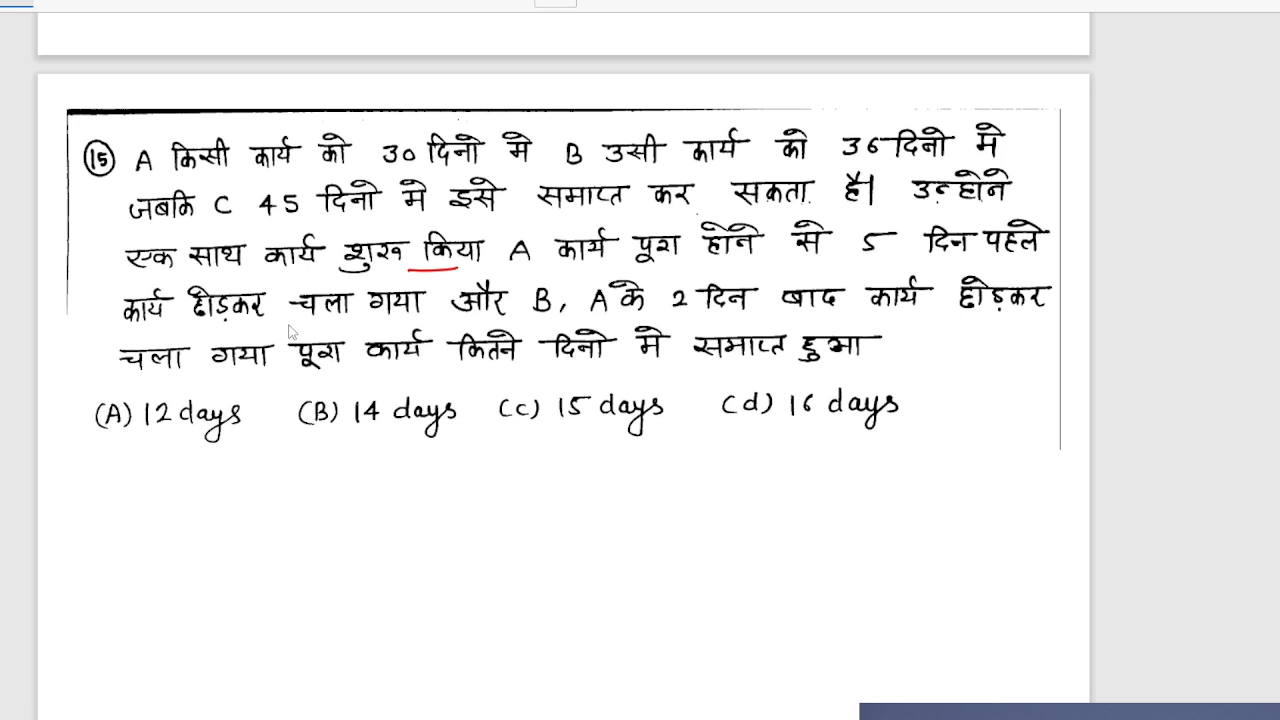 (15) A किसी कार्य को 30 दिनो मे B उसी कार्य को 36 दिनो मे
जबकि C 45 दिनो मे इसे समाप्त कर सकता है। उन्होने
एक साथ कार्य शुरू किया A कार्य पूरा होने से 5 दिन पहले
कार्य छोड़कर चला गया और B, A के 2 दिन बाद कार्य छोड़कर
चला गया पूरा कार्य कितने दिनो मे समाप्त हुआ
(A) 12 days (B) 14 days (c) 15 days (d) 16 days